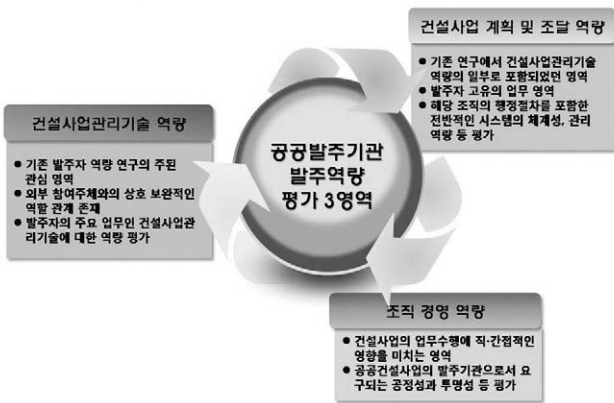 건설사업 계획 및 조달 역량
● 기존 연구에서 건설사업관리기술
역량의 일부로 포함되었던 영역
● 발주자 고유의 업무 영역
● 해당 조직의 행정절차를 포함한
전반적인 시스템의 체계성, 관리
역량 등 평가
건설사업관리기술 역량
● 기존 발주자 역량 연구의 주된
관심 영역
● 외부 참여주체와의 상호 보완적인
역할 관계 존재
● 발주자의 주요 업무인 건설사업관
리기술에 대한 역량 평가
공공발주기관
발주역량
평가 3영역
조직 경영 역량
● 건설사업의 업무수행에 직·간접적인
영향을 미치는 영역
● 공공건설사업의 발주기관으로서 요
구되는 공정성과 투명성 등 평가